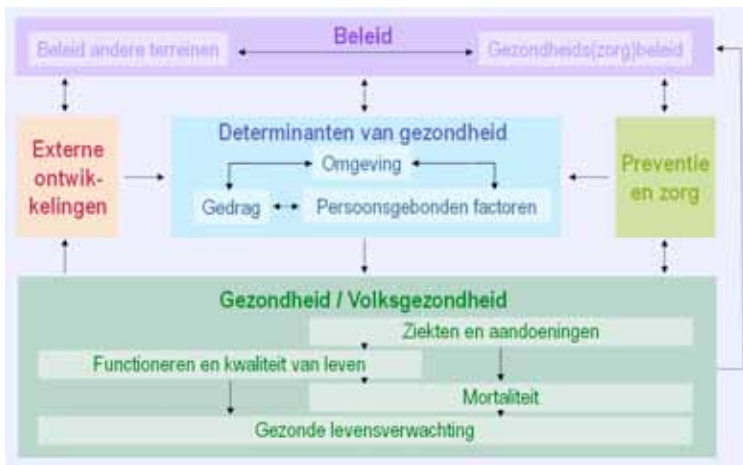 Beleid
Beleid andere terreinen
Gezondheids(zorg)beleid
Externe
ontwik-
kelingen
Determinanten van gezondheid
Omgeving
Gedrag
Persoonsgebonden factoren
Preventie
en zorg
Gezondheid / Volksgezondheid
Ziekten en aandoeningen
Functioneren en kwaliteit van leven
Mortaliteit
Gezonde levensverwachting